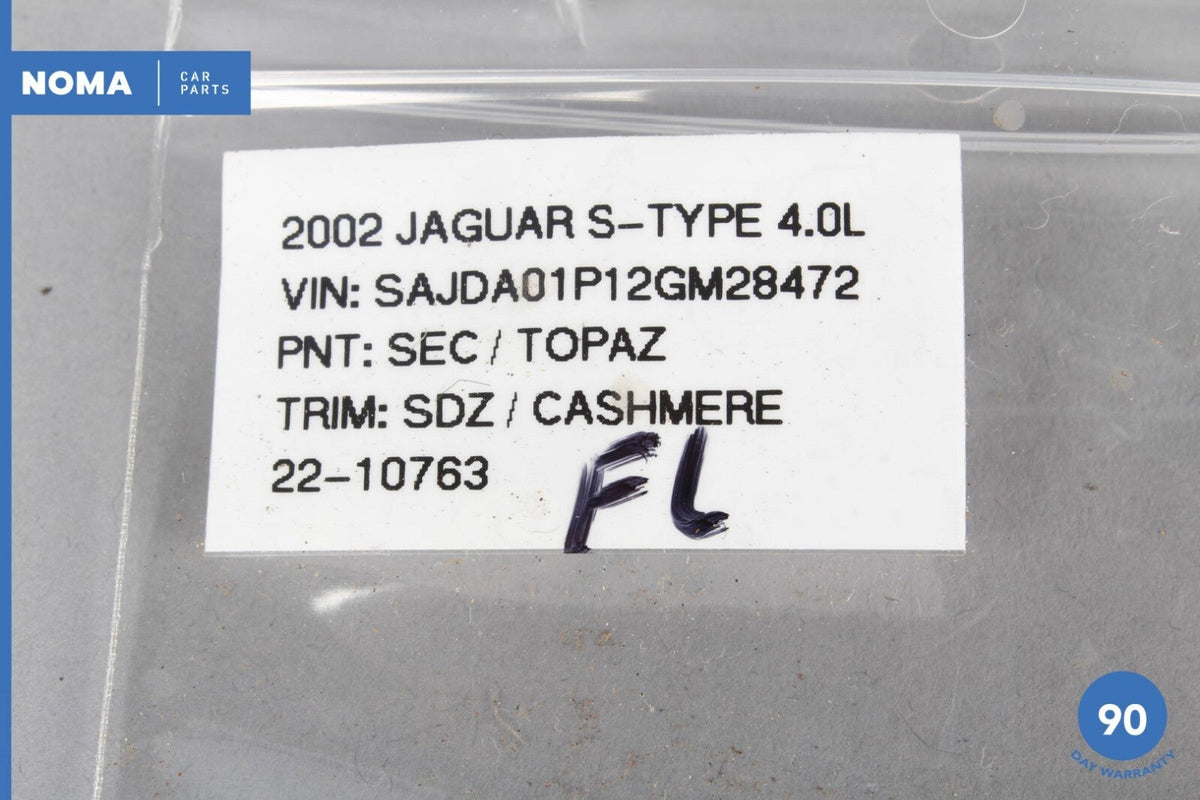 NOMA
CAR
PARTS
2002 JAGUAR S-TYPE 4.0L
VIN: SAJDA01P12GM28472
PNT: SEC / TOPAZ
TRIM: SDZ / CASHMERE
22-10763
FL
90
DAY WARRANTY